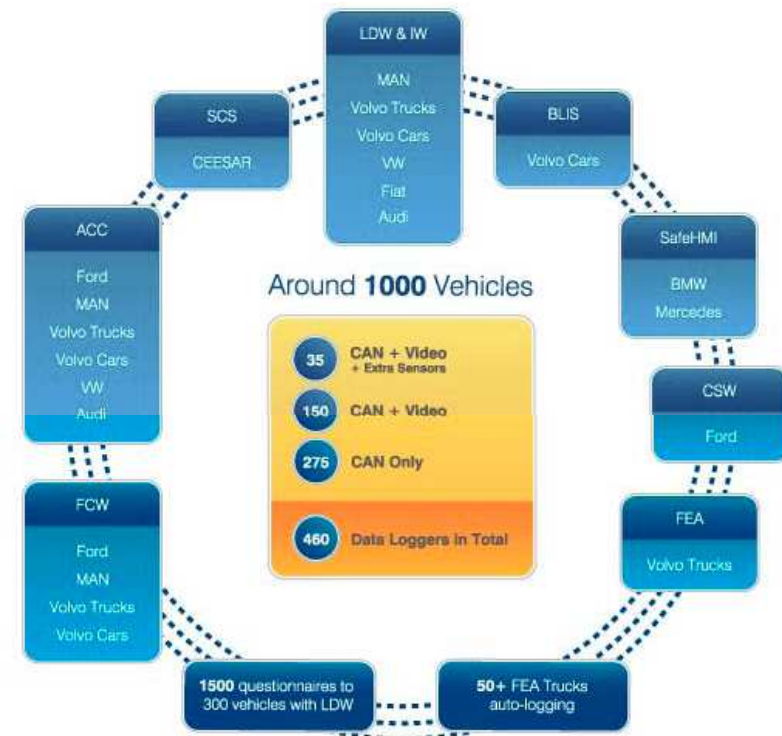 LDW & IW
MAN
Volvo Trucks
Volvo Cars
VW
Fiat
Audi
SCS
CEESAR
BLIS
Volvo Cars
ACC
Ford
MAN
Volvo Trucks
Volvo Cars
VW
Audi
SafeHMI
BMW
Mercedes
Around 1000 Vehicles
35 CAN + Video
+ Extra Sensors
150 CAN + Video
275 CAN Only
460 Data Loggers in Total
CSW
Ford
FCW
Ford
MAN
Volvo Trucks
Volvo Cars
FEA
Volvo Trucks
1500 questionnaires to
300 vehicles with LDW
50+ FEA Trucks
auto-logging